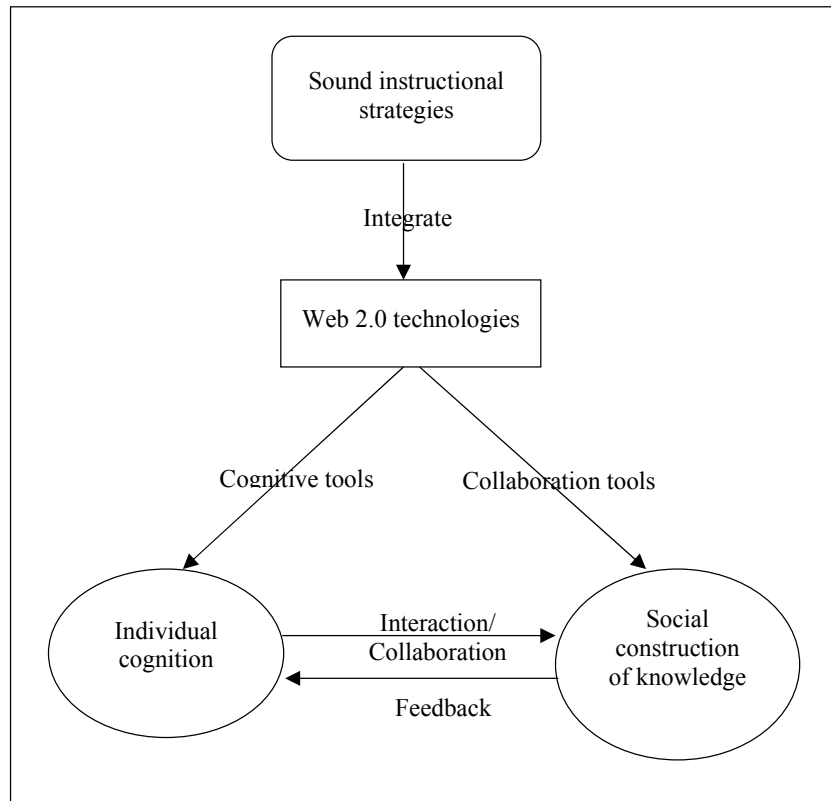 Sound instructional
strategies
Integrate
Web 2.0 technologies
Cognitive tools
Collaboration tools
Individual
cognition
Interaction/
Collaboration
Feedback
Social
construction
of knowledge